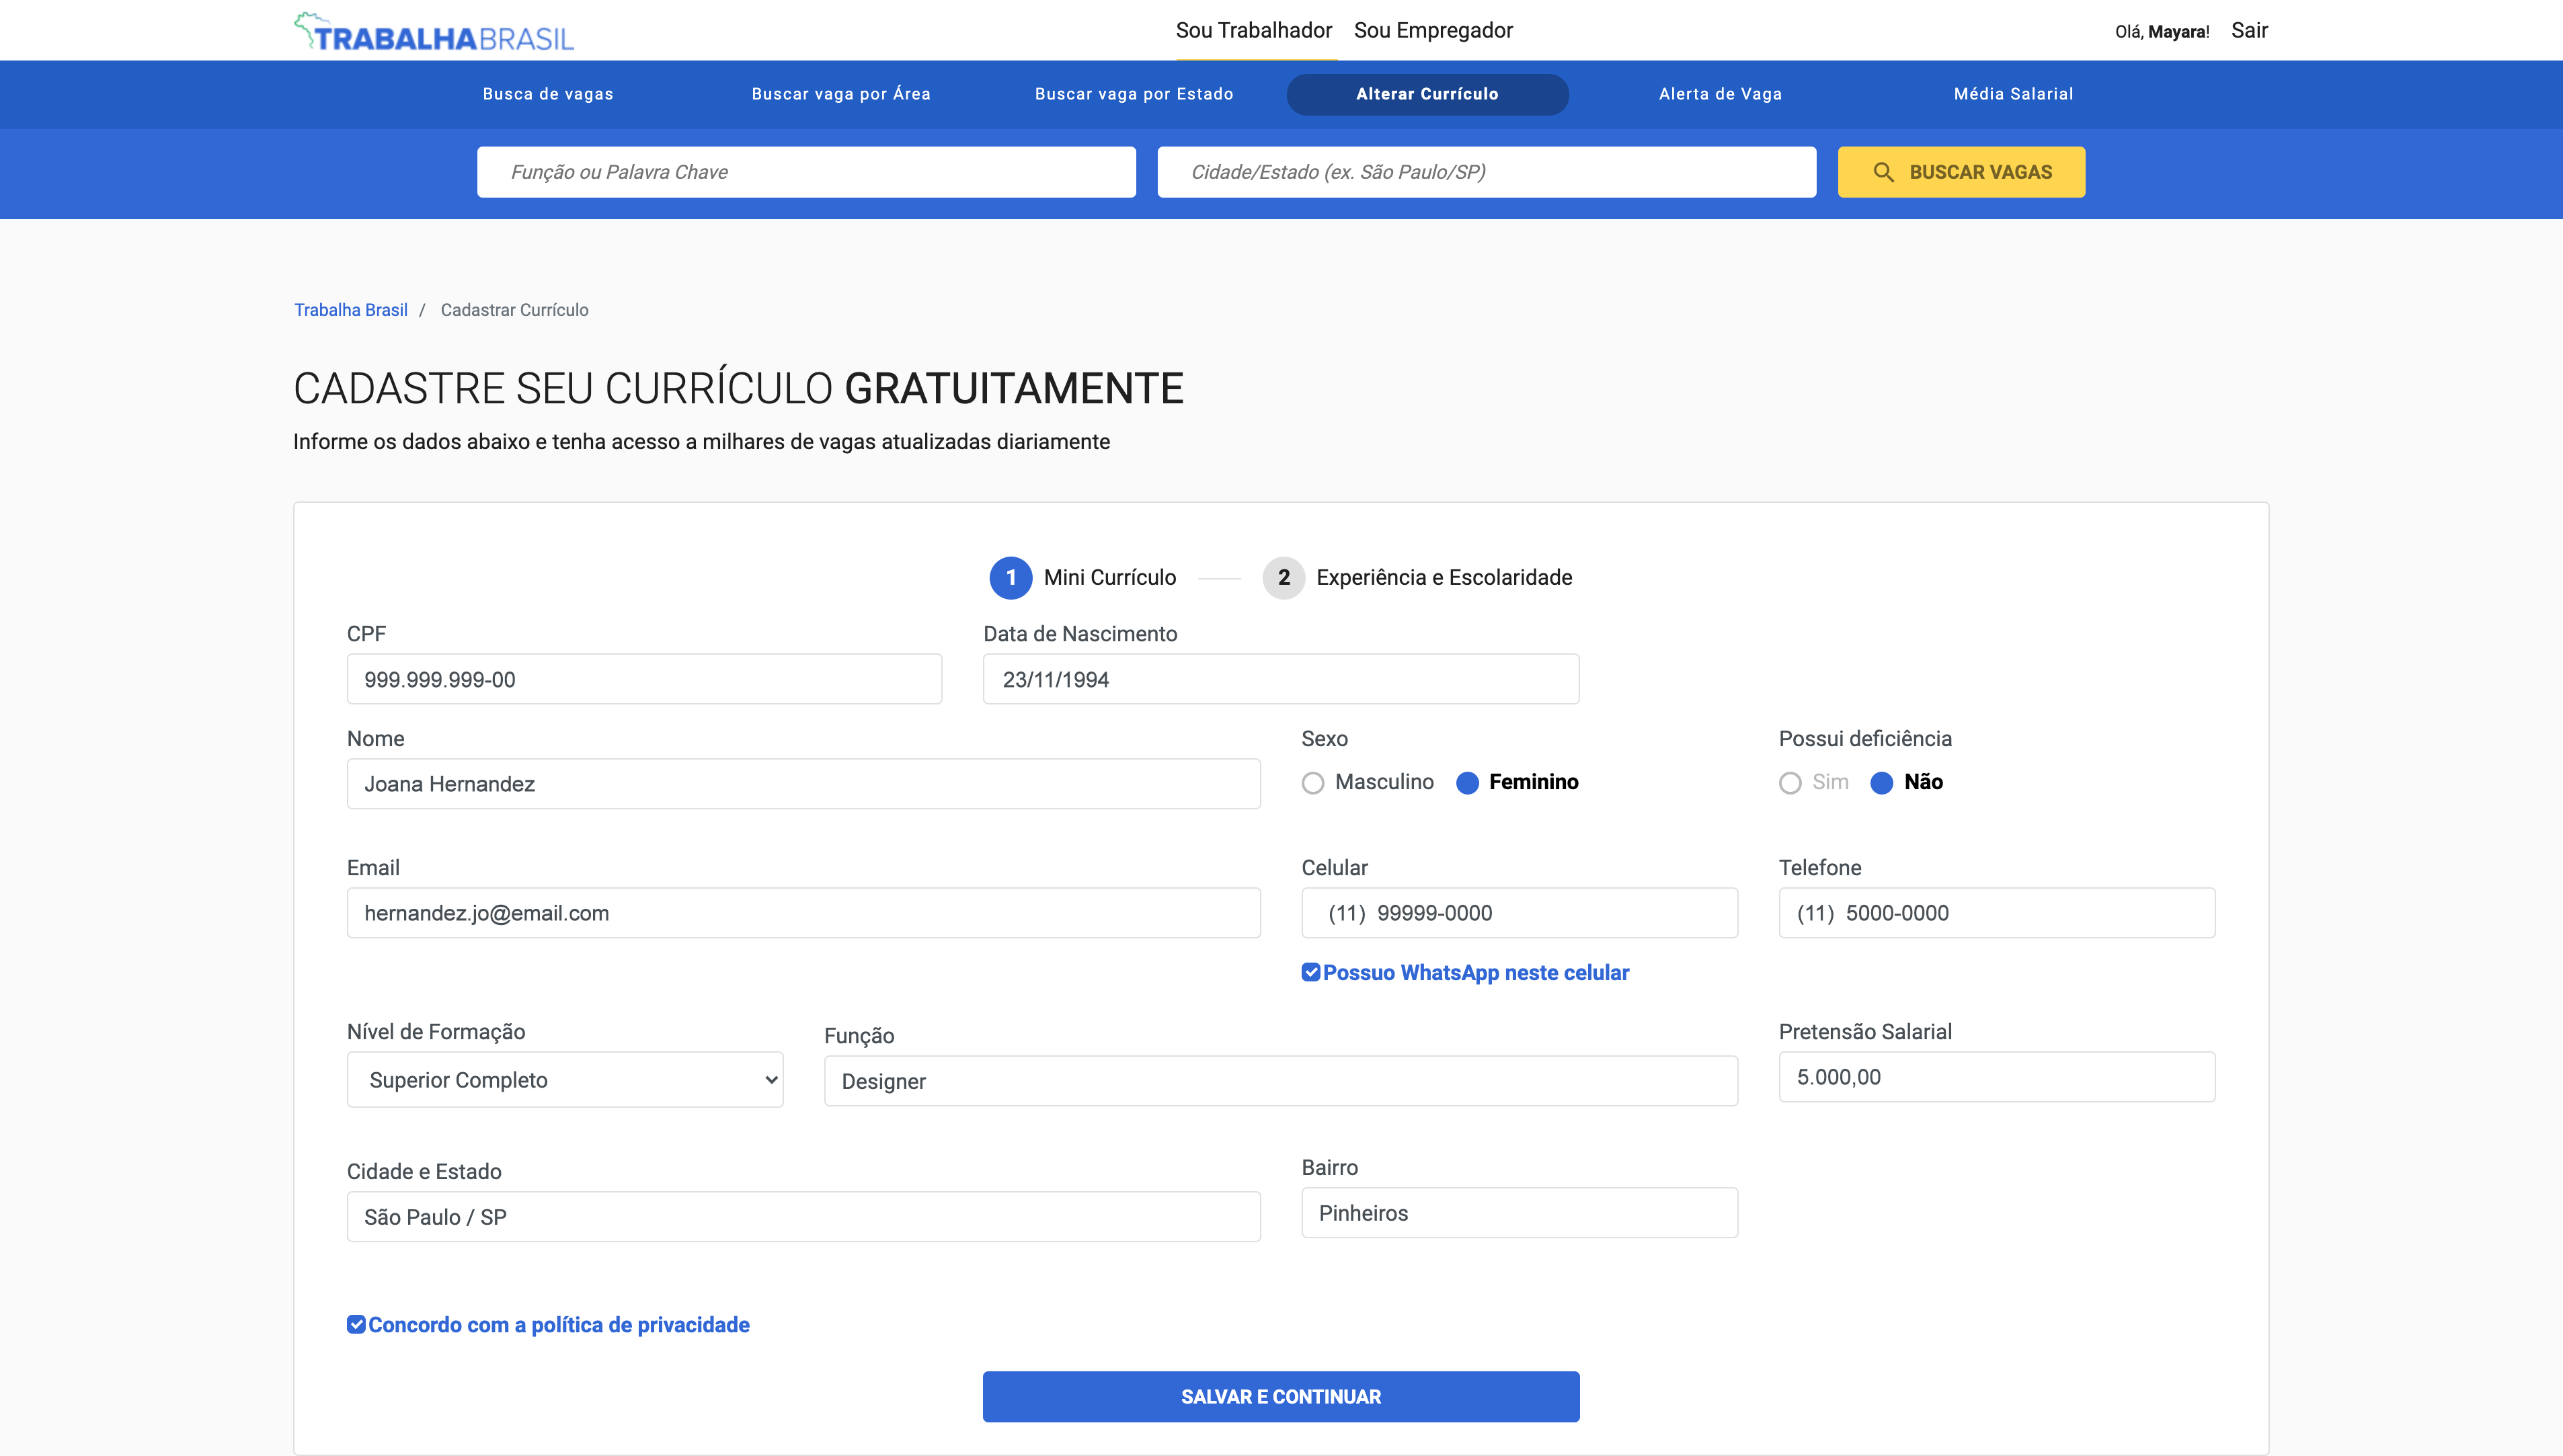 TRABALHABRASIL
Sou Trabalhador Sou Empregador
Olá, Mayara! Sair
Busca de vagas Buscar vaga por Área Buscar vaga por Estado Alterar Currículo Alerta de Vaga Média Salarial
Função ou Palavra Chave Cidade/Estado (ex. São Paulo/SP) BUSCAR VAGAS
Trabalha Brasil / Cadastrar Currículo
CADASTRE SEU CURRÍCULO GRATUITAMENTE
Informe os dados abaixo e tenha acesso a milhares de vagas atualizadas diariamente
1 Mini Currículo 2 Experiência e Escolaridade
CPF Data de Nascimento
999.999.999-00 23/11/1994
Nome Sexo Possui deficiência
Joana Hernandez Masculino Feminino Sim Não
Email Celular Telefone
hernandez.jo@email.com (11) 99999-0000 (11) 5000-0000
Possuo WhatsApp neste celular
Nível de Formação Função Pretensão Salarial
Superior Completo Designer 5.000,00
Cidade e Estado Bairro
São Paulo / SP Pinheiros
Concordo com a política de privacidade
SALVAR E CONTINUAR